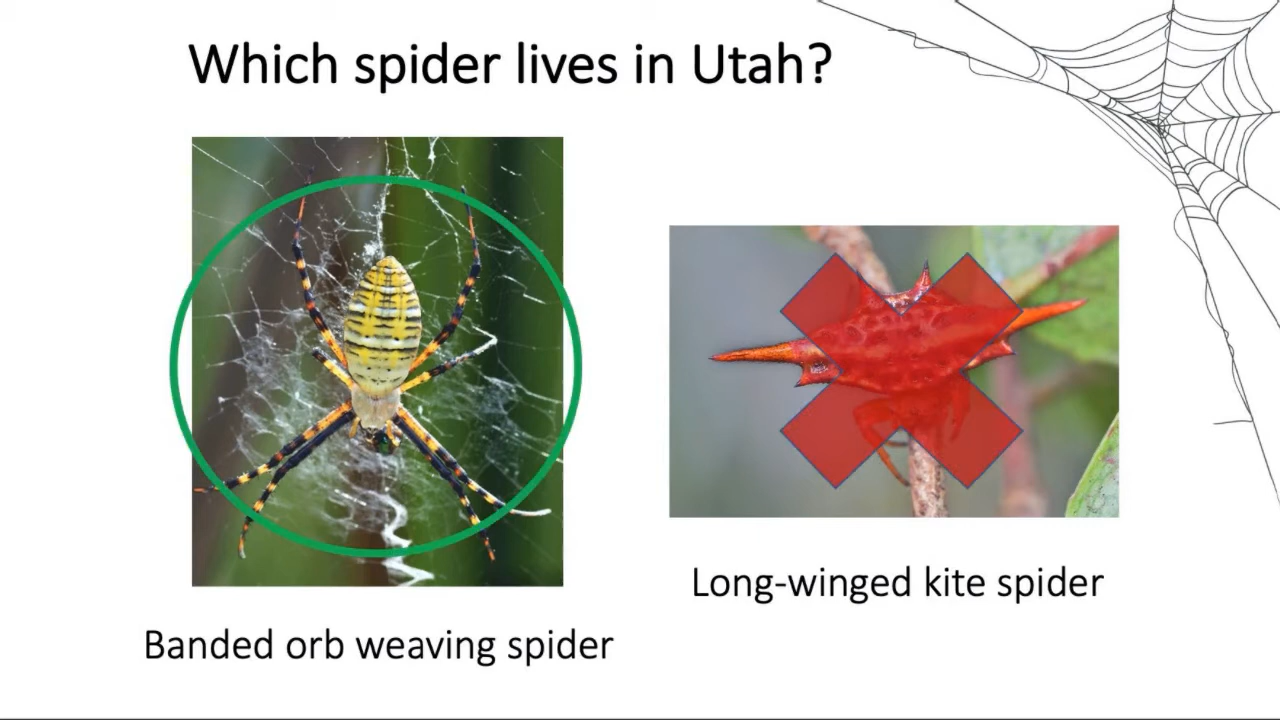 Which spider lives in Utah?
Long-winged kite spider
Banded orb weaving spider